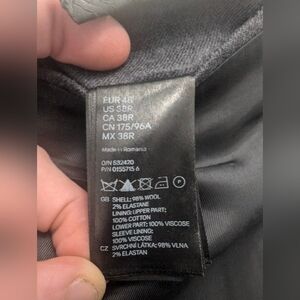 EUR 48
US 38R
CA 38R
CN 175/96A
MX 38R
Made in Romania
O/N 532420
P/N 0155715 6
P
GB SHELL: 98% WOOL
2% ELASTANE
LINING: UPPER PART;
100% COTTON
LOWER PART: 100% VISCOSE
SLEEVE LINING:
100% VISCOSE
CZ SVRCHNÍ LÁTKA: 98% VLNA
2% ELASTAN